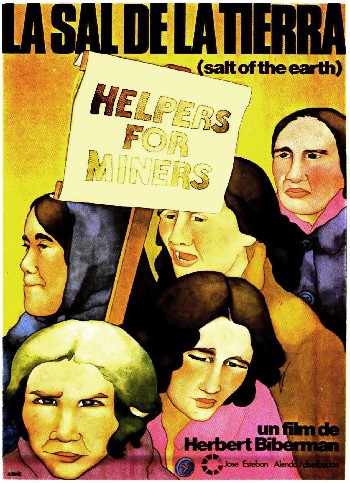 LA SAL DE LA TIERRA
(salt of the earth)
HELPERS
FOR
MINERS
un film de
Herbert Biberman
Jose Esteban Alenda